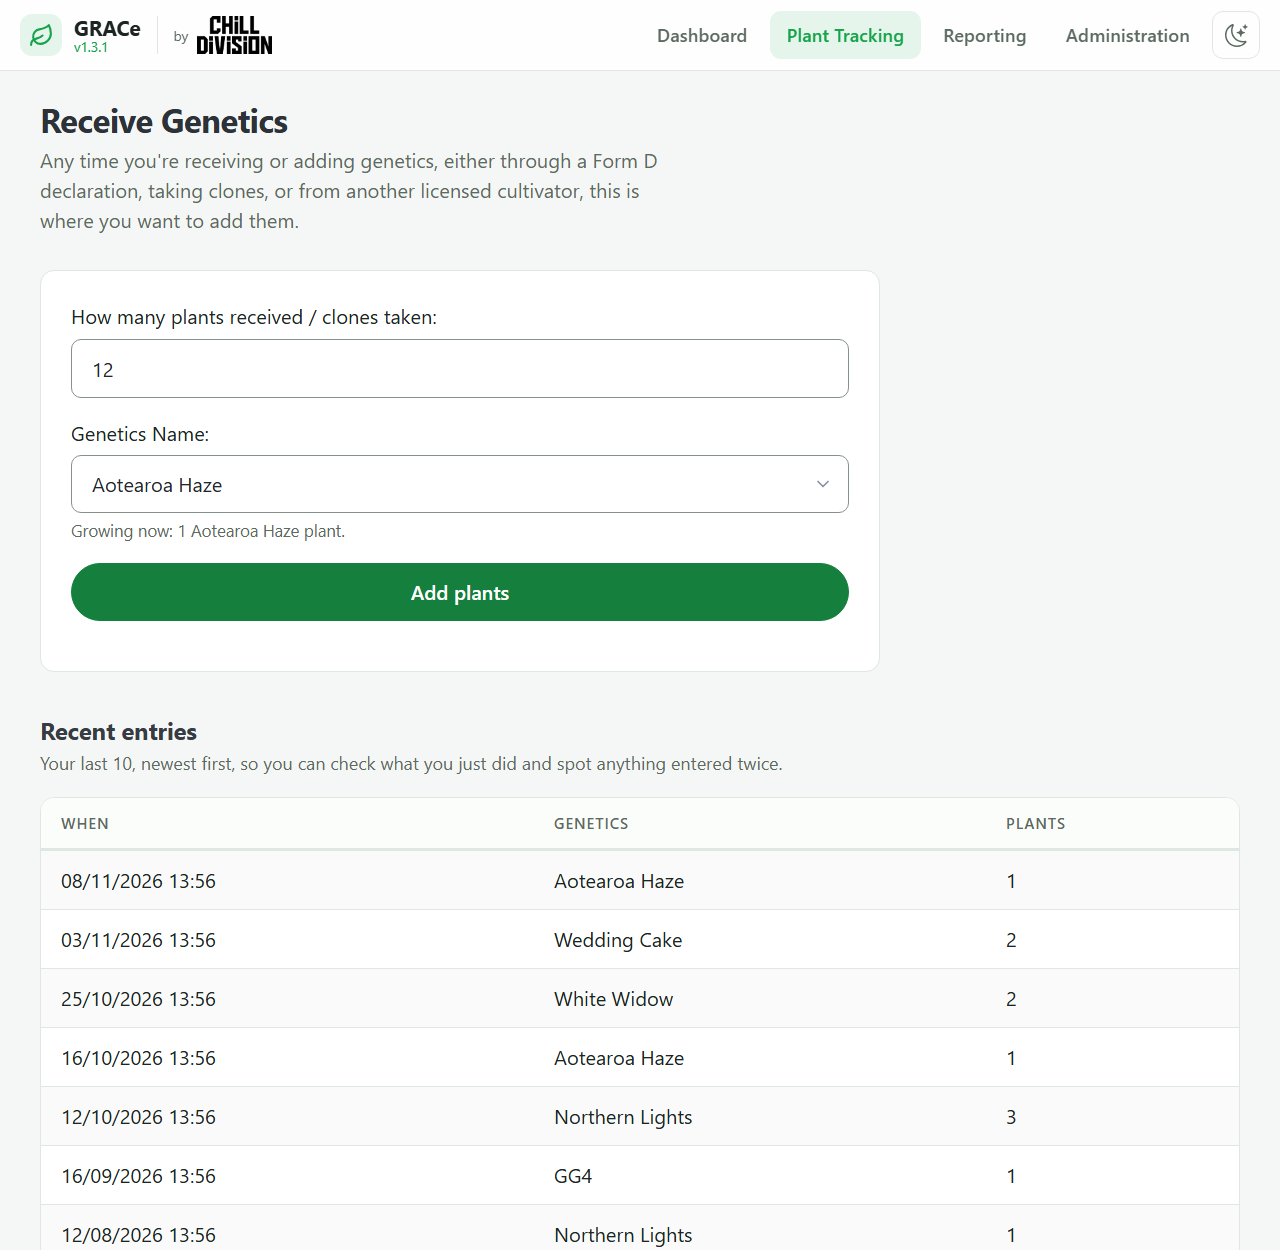 GRACe
v1.3.1
by
CHiLL DiViSiON
Dashboard
Plant Tracking
Reporting
Administration
Receive Genetics
Any time you're receiving or adding genetics, either through a Form D
declaration, taking clones, or from another licensed cultivator, this is
where you want to add them.
How many plants received / clones taken:
12
Genetics Name:
Aotearoa Haze
Growing now: 1 Aotearoa Haze plant.
Add plants
Recent entries
Your last 10, newest first, so you can check what you just did and spot anything entered twice.
WHEN GENETICS PLANTS
08/11/2026 13:56 Aotearoa Haze 1
03/11/2026 13:56 Wedding Cake 2
25/10/2026 13:56 White Widow 2
16/10/2026 13:56 Aotearoa Haze 1
12/10/2026 13:56 Northern Lights 3
16/09/2026 13:56 GG4 1
12/08/2026 13:56 Northern Lights 1